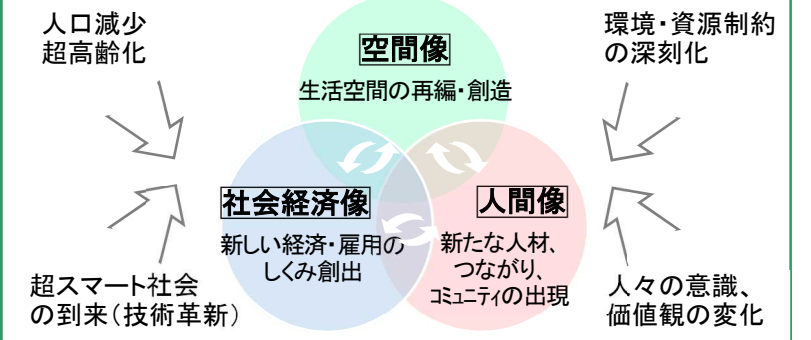 人口減少
超高齢化
環境・資源制約
の深刻化
空間像
生活空間の再編・創造
社会経済像
新しい経済・雇用の
しくみ創出
人間像
新たな人材、
つながり、
コミュニティの出現
超スマート社会
の到来（技術革新）
人々の意識、
価値観の変化